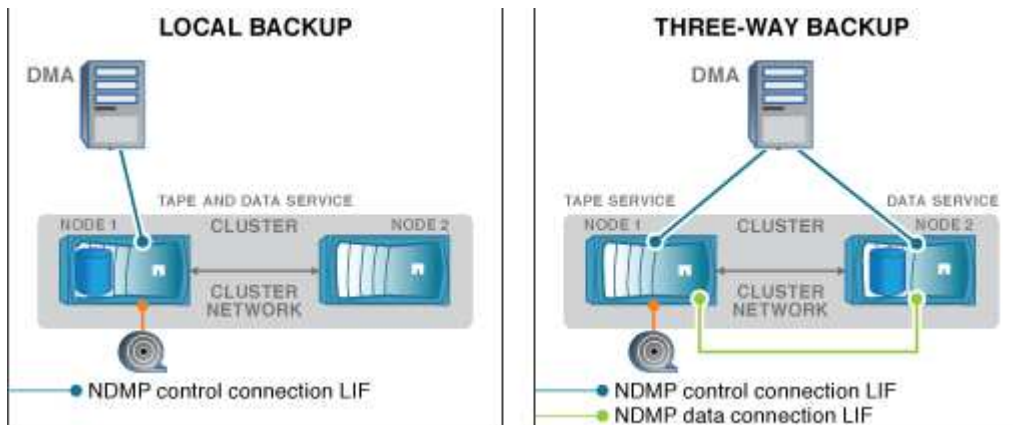 LOCAL BACKUP
DMA
TAPE AND DATA SERVICE
NODE 1
CLUSTER
NODE 2
CLUSTER
NETWORK
NDMP control connection LIF
THREE-WAY BACKUP
DMA
TAPE SERVICE
DATA SERVICE
NODE 1
CLUSTER
NODE 2
CLUSTER
NETWORK
NDMP control connection LIF
NDMP data connection LIF